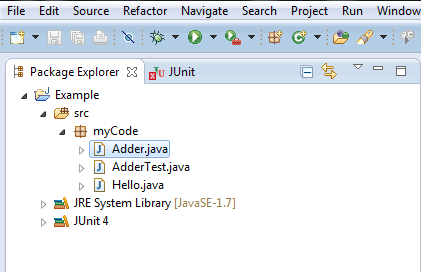 File Edit Source Refactor Navigate Search Project Run Window
Package Explorer JUnit
Example
src
myCode
Adder.java
AdderTest.java
Hello.java
JRE System Library [JavaSE-1.7]
JUnit 4